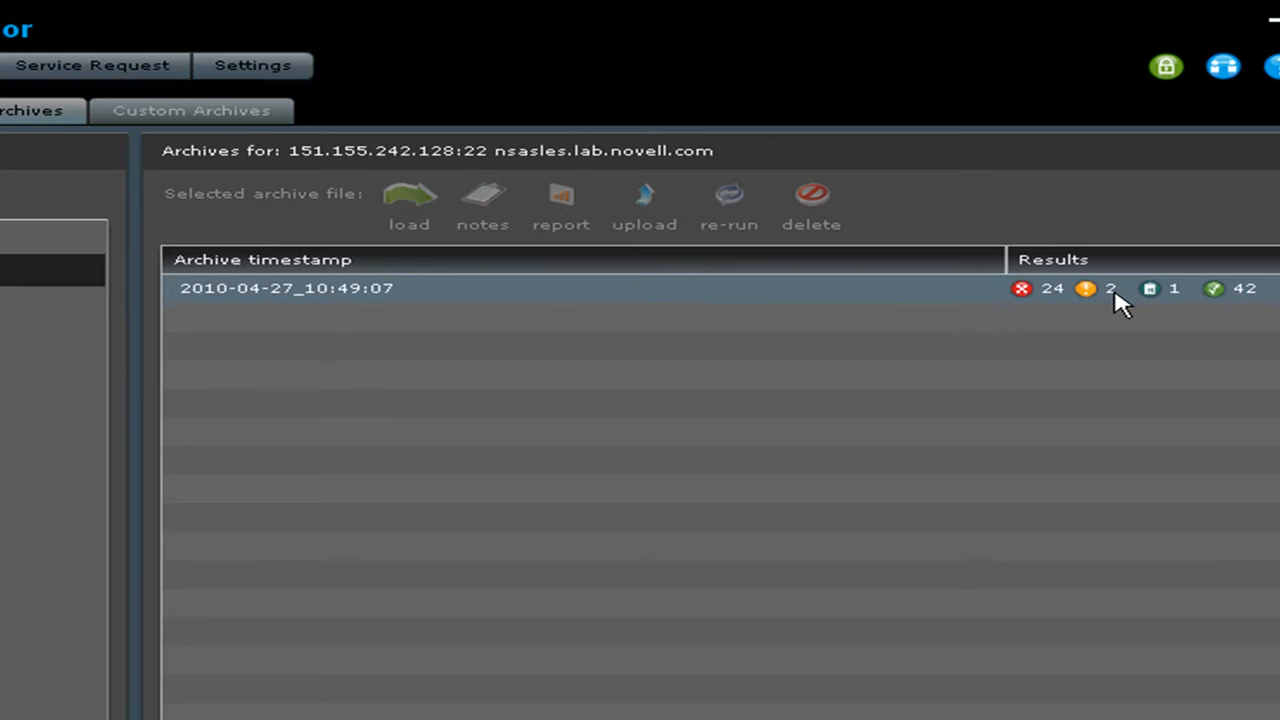 or
Service Request Settings
rchives Custom Archives
Archives for: 151.155.242.128:22 nsasles.lab.novell.com
Selected archive file: load notes report upload re-run delete
Archive timestamp Results
2010-04-27_10:49:07 24 2 1 42